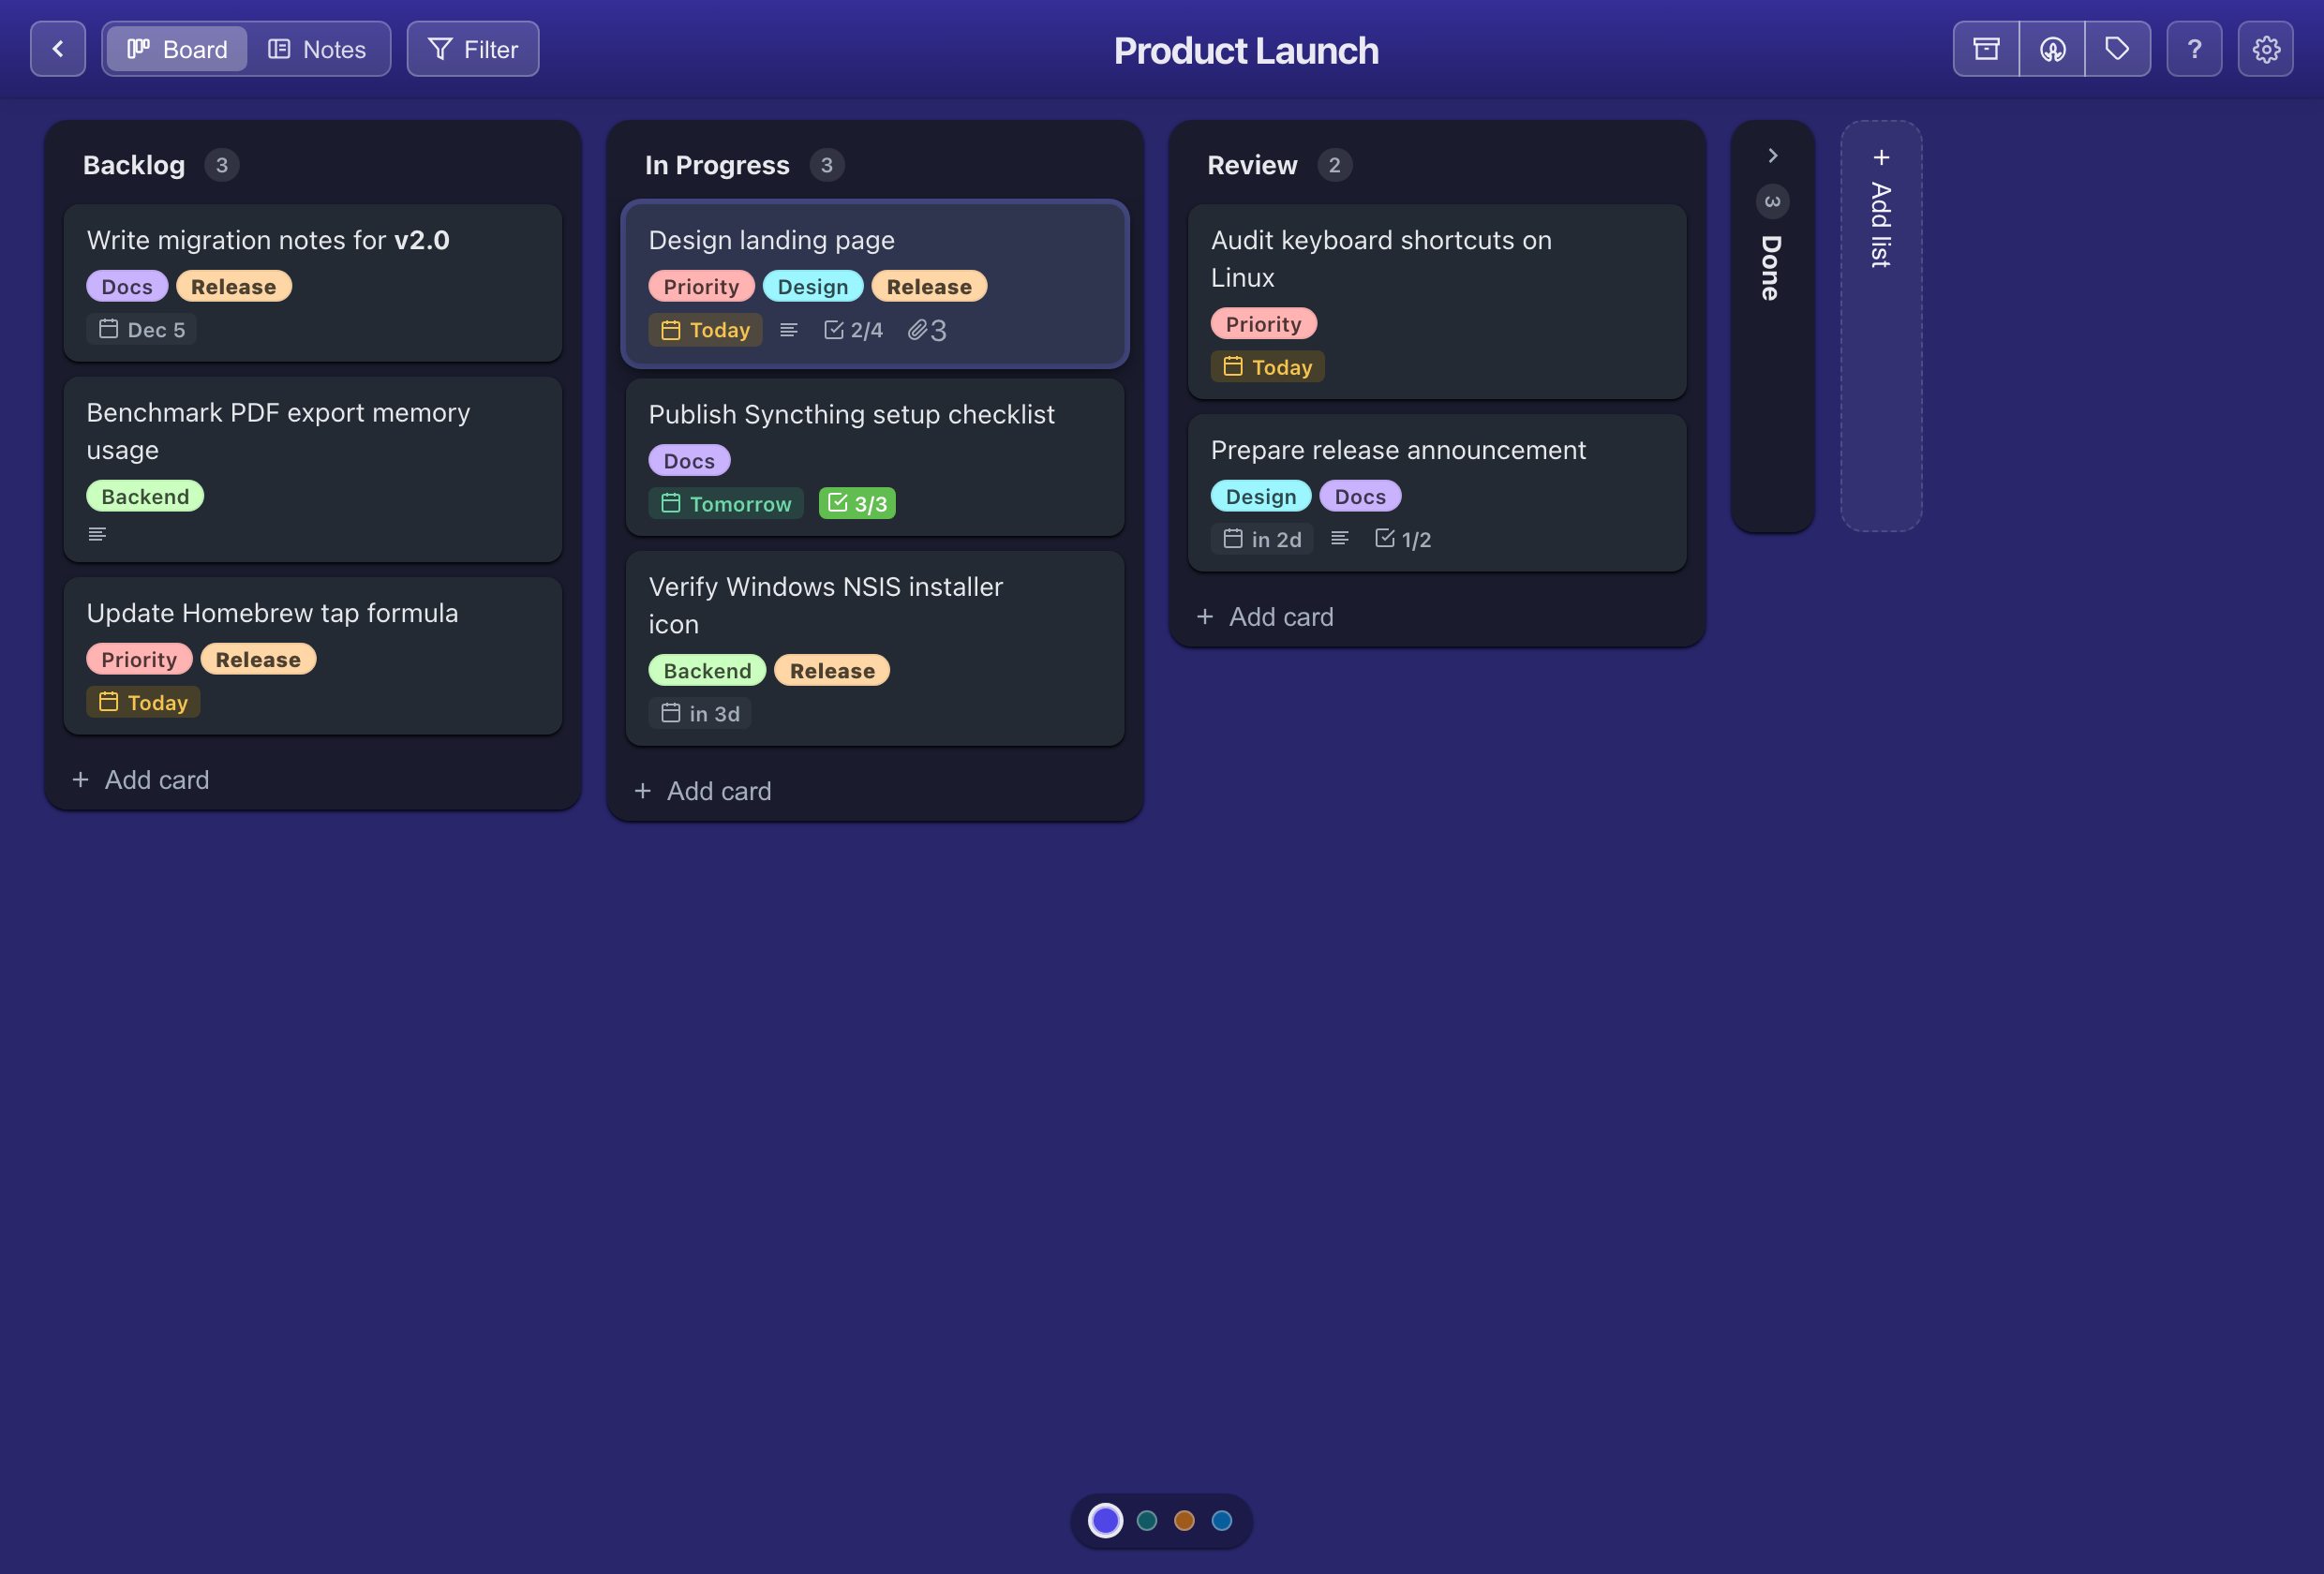 Board
Notes
Filter
Product Launch
?
Backlog 3
Write migration notes for v2.0
Docs Release
Dec 5
Benchmark PDF export memory
usage
Backend
Update Homebrew tap formula
Priority Release
Today
+ Add card
In Progress 3
Design landing page
Priority Design Release
Today 2/4 3
Publish Syncthing setup checklist
Docs
Tomorrow 3/3
Verify Windows NSIS installer
icon
Backend Release
in 3d
+ Add card
Review 2
Audit keyboard shortcuts on
Linux
Priority
Today
Prepare release announcement
Design Docs
in 2d 1/2
+ Add card
3 Done
+ Add list